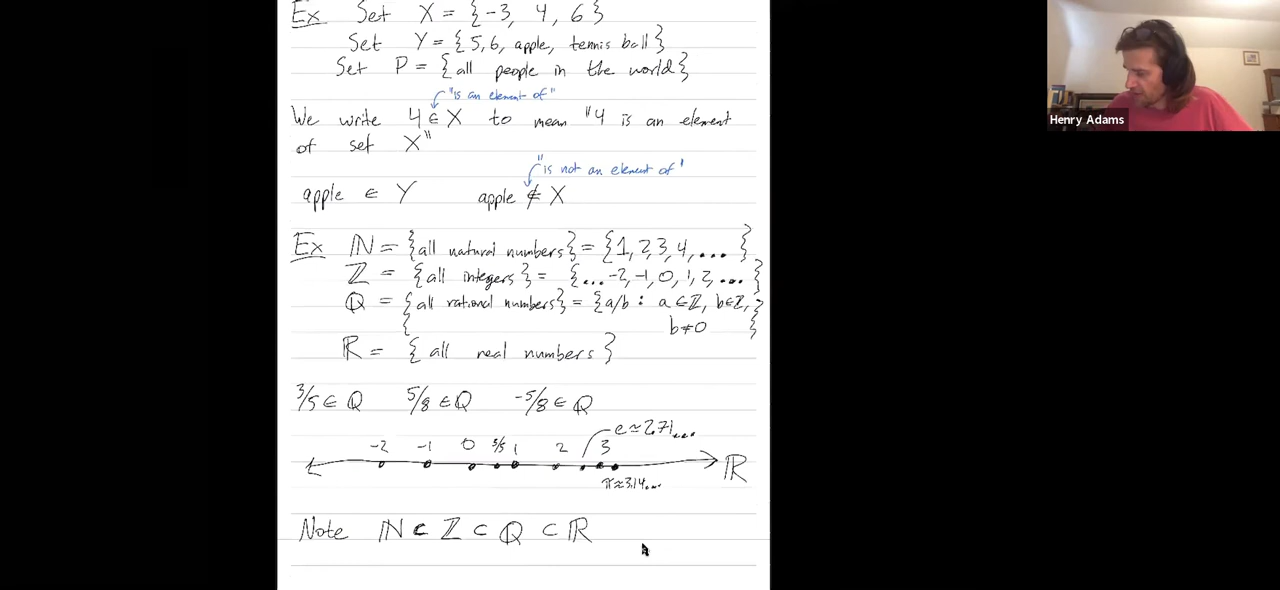 Ex Set X = {-3, 4, 6}
Set Y = {5, 6, apple, tennis ball}
Set P = {all people in the world}
"is an element of"
We write 4 ∈ X to mean "4 is an element
of set X"
"is not an element of"
apple ∈ Y apple ∉ X
Ex ℕ = {all natural numbers} = {1, 2, 3, 4, ... }
ℤ = {all integers} = {... -2, -1, 0, 1, 2, ... }
ℚ = {all rational numbers} = {a/b : a ∈ ℤ, b ∈ ℤ,
b ≠ 0}
ℝ = {all real numbers}
3/5 ∈ ℚ 5/8 ∈ ℚ -5/8 ∈ ℚ
e ≈ 2.71...
-2 -1 0 1 2 3
ℝ
π ≈ 3.14...
Note ℕ ⊂ ℤ ⊂ ℚ ⊂ ℝ
Henry Adams